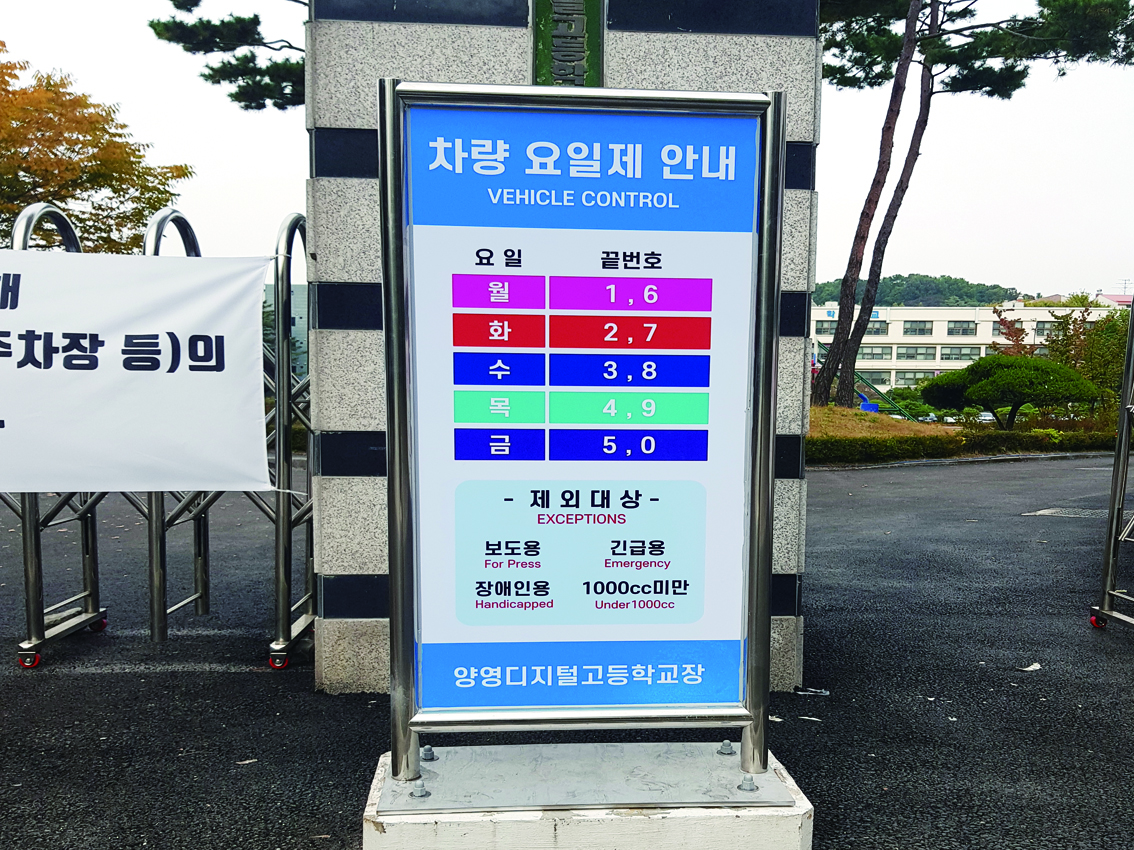 고등학
차량 요일제 안내
VEHICLE CONTROL
요 일 끝번호
월 1 , 6
화 2 , 7
수 3 , 8
목 4 , 9
금 5 , 0
- 제 외 대 상 -
EXCEPTIONS
보도용 긴급용
For Press Emergency
장애인용 1000cc미만
Handicapped Under1000cc
양영디지털고등학교장
주차장 등)의